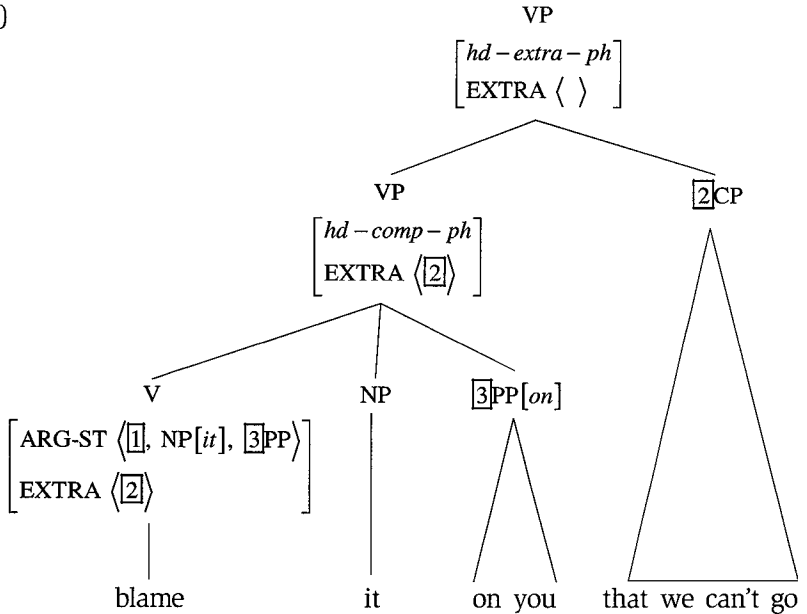 )
VP
[hd – extra – ph
EXTRA ⟨ ⟩]
VP
2CP
[hd – comp – ph
EXTRA ⟨2⟩]
V
NP
3PP[on]
[ARG-ST ⟨1, NP[it], 3PP⟩
EXTRA ⟨2⟩]
blame it on you that we can't go